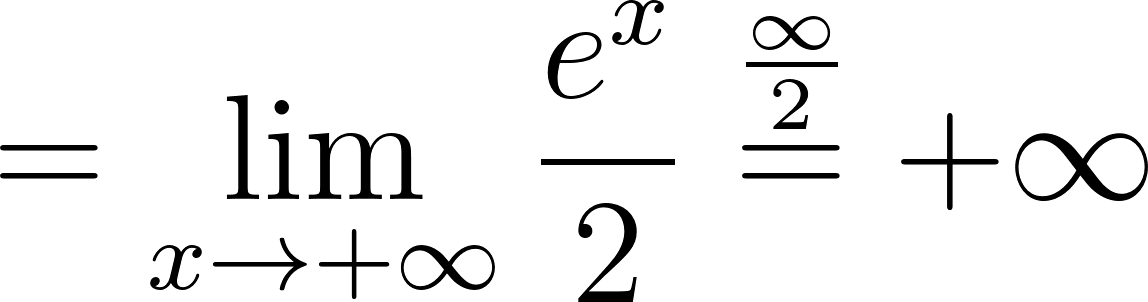 = lim_{x→+∞} e^x/2 \overset{∞/2}{=} +∞